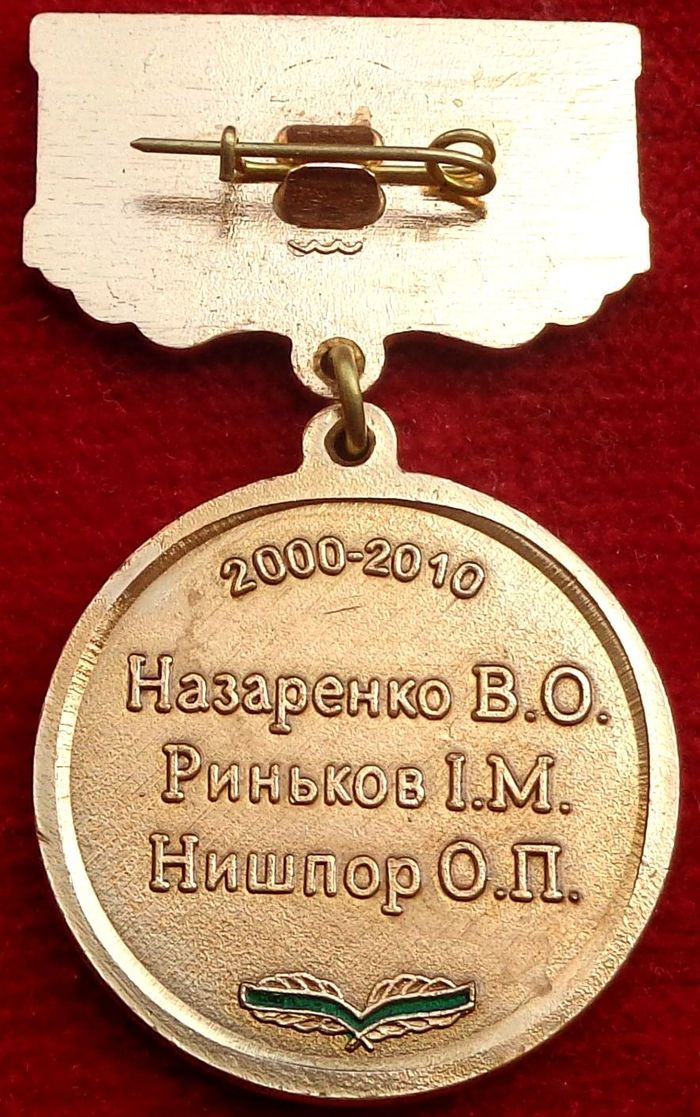 2000-2010
Назаренко В.О.
Риньков І.М.
Нишпор О.П.